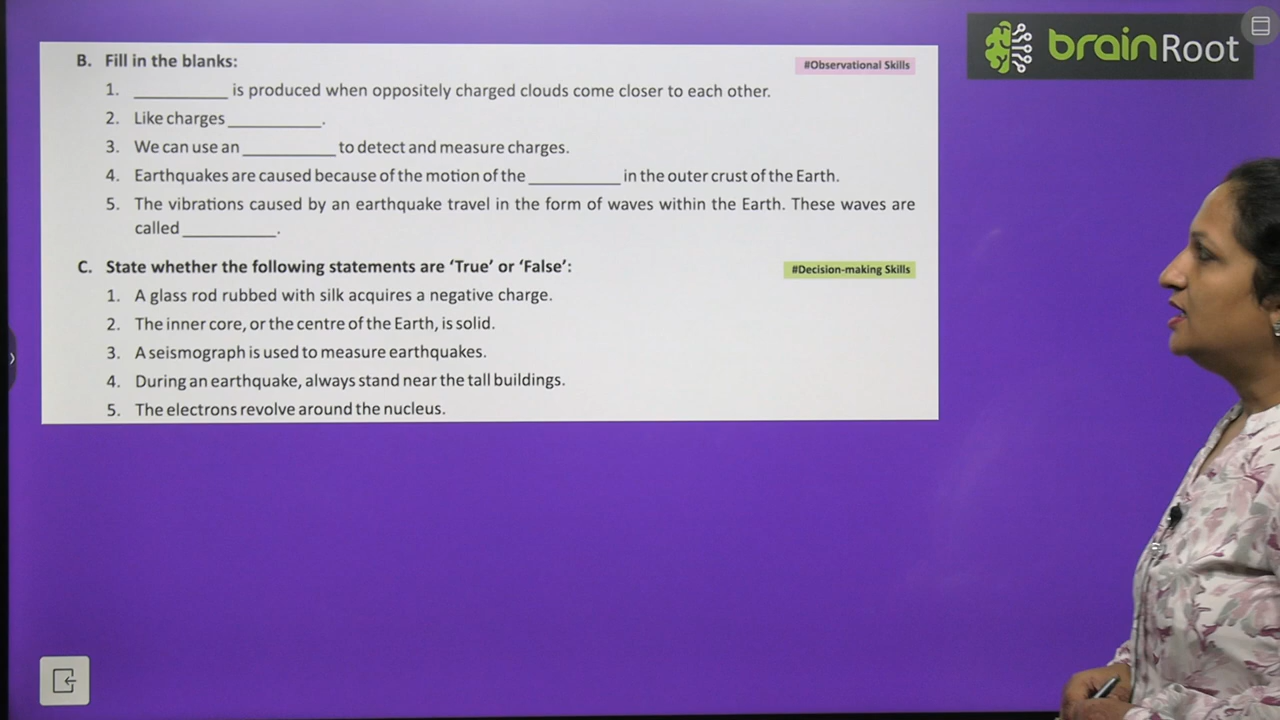 brainRoot
B. Fill in the blanks:
#Observational Skills
1. __________ is produced when oppositely charged clouds come closer to each other.
2. Like charges __________.
3. We can use an __________ to detect and measure charges.
4. Earthquakes are caused because of the motion of the __________ in the outer crust of the Earth.
5. The vibrations caused by an earthquake travel in the form of waves within the Earth. These waves are
called __________.
C. State whether the following statements are ‘True’ or ‘False’:
#Decision-making Skills
1. A glass rod rubbed with silk acquires a negative charge.
2. The inner core, or the centre of the Earth, is solid.
3. A seismograph is used to measure earthquakes.
4. During an earthquake, always stand near the tall buildings.
5. The electrons revolve around the nucleus.